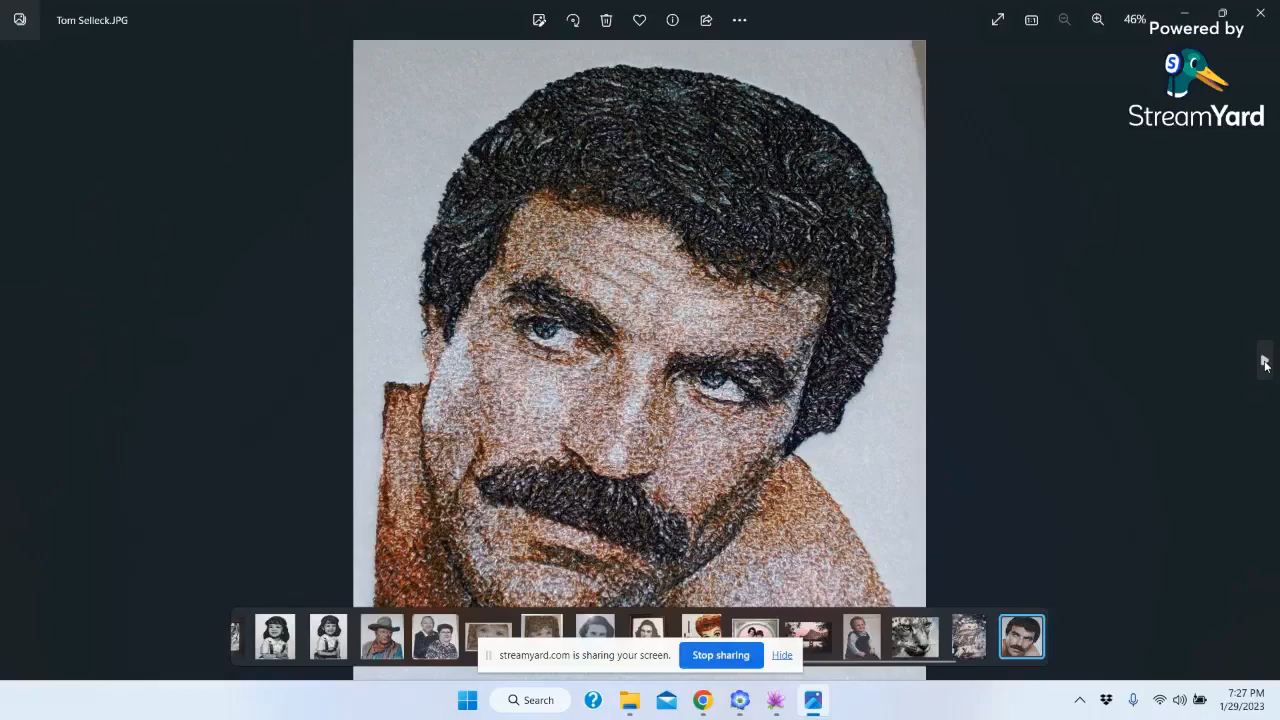 Tom Selleck.JPG
46%
Powered by
S
StreamYard
streamyard.com is sharing your screen.
Stop sharing
Hide
Search
7:27 PM
1/29/2023